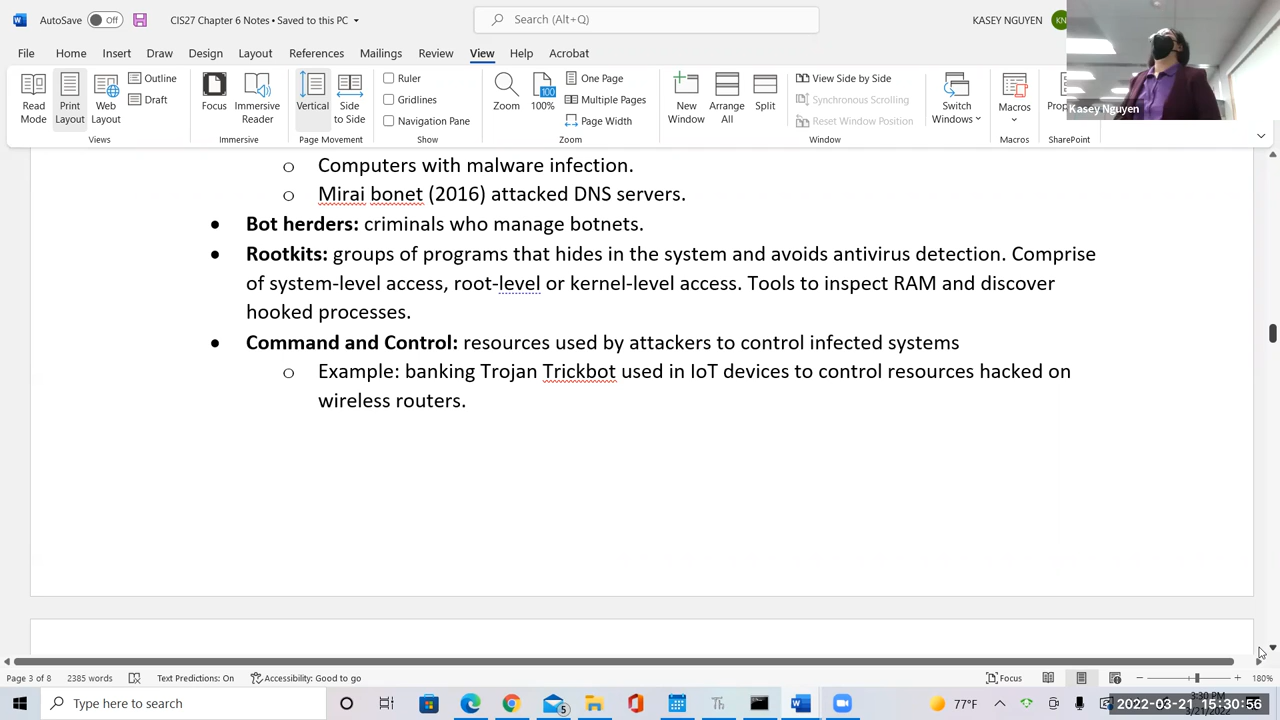 AutoSave Off CIS27 Chapter 6 Notes • Saved to this PC Search (Alt+Q) KASEY NGUYEN KN
File Home Insert Draw Design Layout References Mailings Review View Help Acrobat
Read Mode
Print Layout
Web Layout
Outline
Draft
Views
Focus
Immersive Reader
Immersive
Vertical
Side to Side
Page Movement
Ruler
Gridlines
Navigation Pane
Show
Zoom
100
100%
One Page
Multiple Pages
Page Width
Zoom
New Window
Arrange All
Split
View Side by Side
Synchronous Scrolling
Reset Window Position
Window
Switch Windows
Macros
Macros
SharePoint
Kasey Nguyen
o Computers with malware infection.
o Mirai bonet (2016) attacked DNS servers.
• Bot herders: criminals who manage botnets.
• Rootkits: groups of programs that hides in the system and avoids antivirus detection. Comprise
of system-level access, root-level or kernel-level access. Tools to inspect RAM and discover
hooked processes.
• Command and Control: resources used by attackers to control infected systems
o Example: banking Trojan Trickbot used in IoT devices to control resources hacked on
wireless routers.
Page 3 of 8 2385 words Text Predictions: On Accessibility: Good to go Focus 180%
Type here to search 5 Th 77°F 3:30 PM
2022-03-21 15:30:56